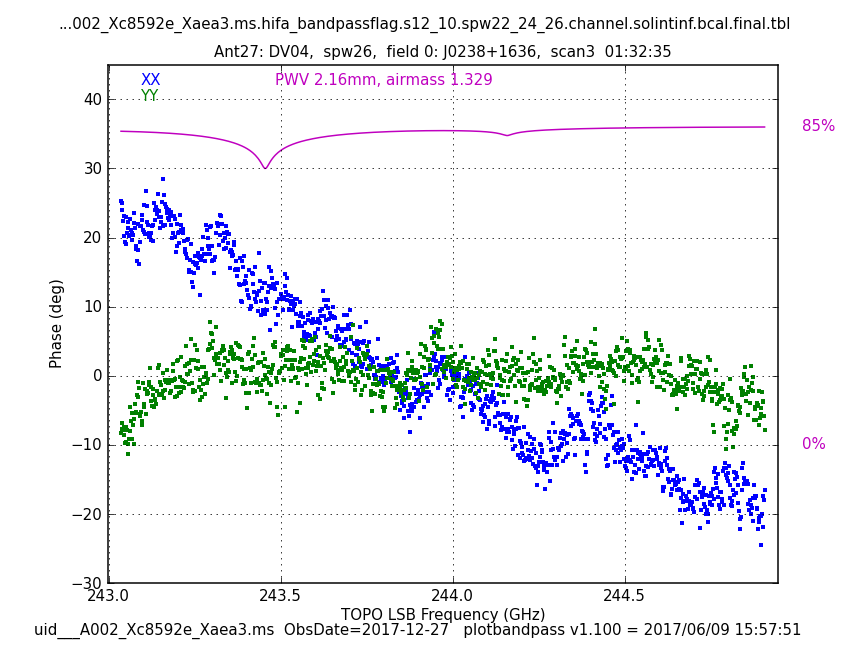 ...002_Xc8592e_Xaea3.ms.hifa_bandpassflag.s12_10.spw22_24_26.channel.solintinf.bcal.final.tbl
Ant27: DV04, spw26, field 0: J0238+1636, scan3 01:32:35
XX
YY
PWV 2.16mm, airmass 1.329
40
30
20
10
0
−10
−20
−30
Phase (deg)
85%
0%
243.0
243.5
244.0
244.5
TOPO LSB Frequency (GHz)
uid___A002_Xc8592e_Xaea3.ms ObsDate=2017-12-27 plotbandpass v1.100 = 2017/06/09 15:57:51